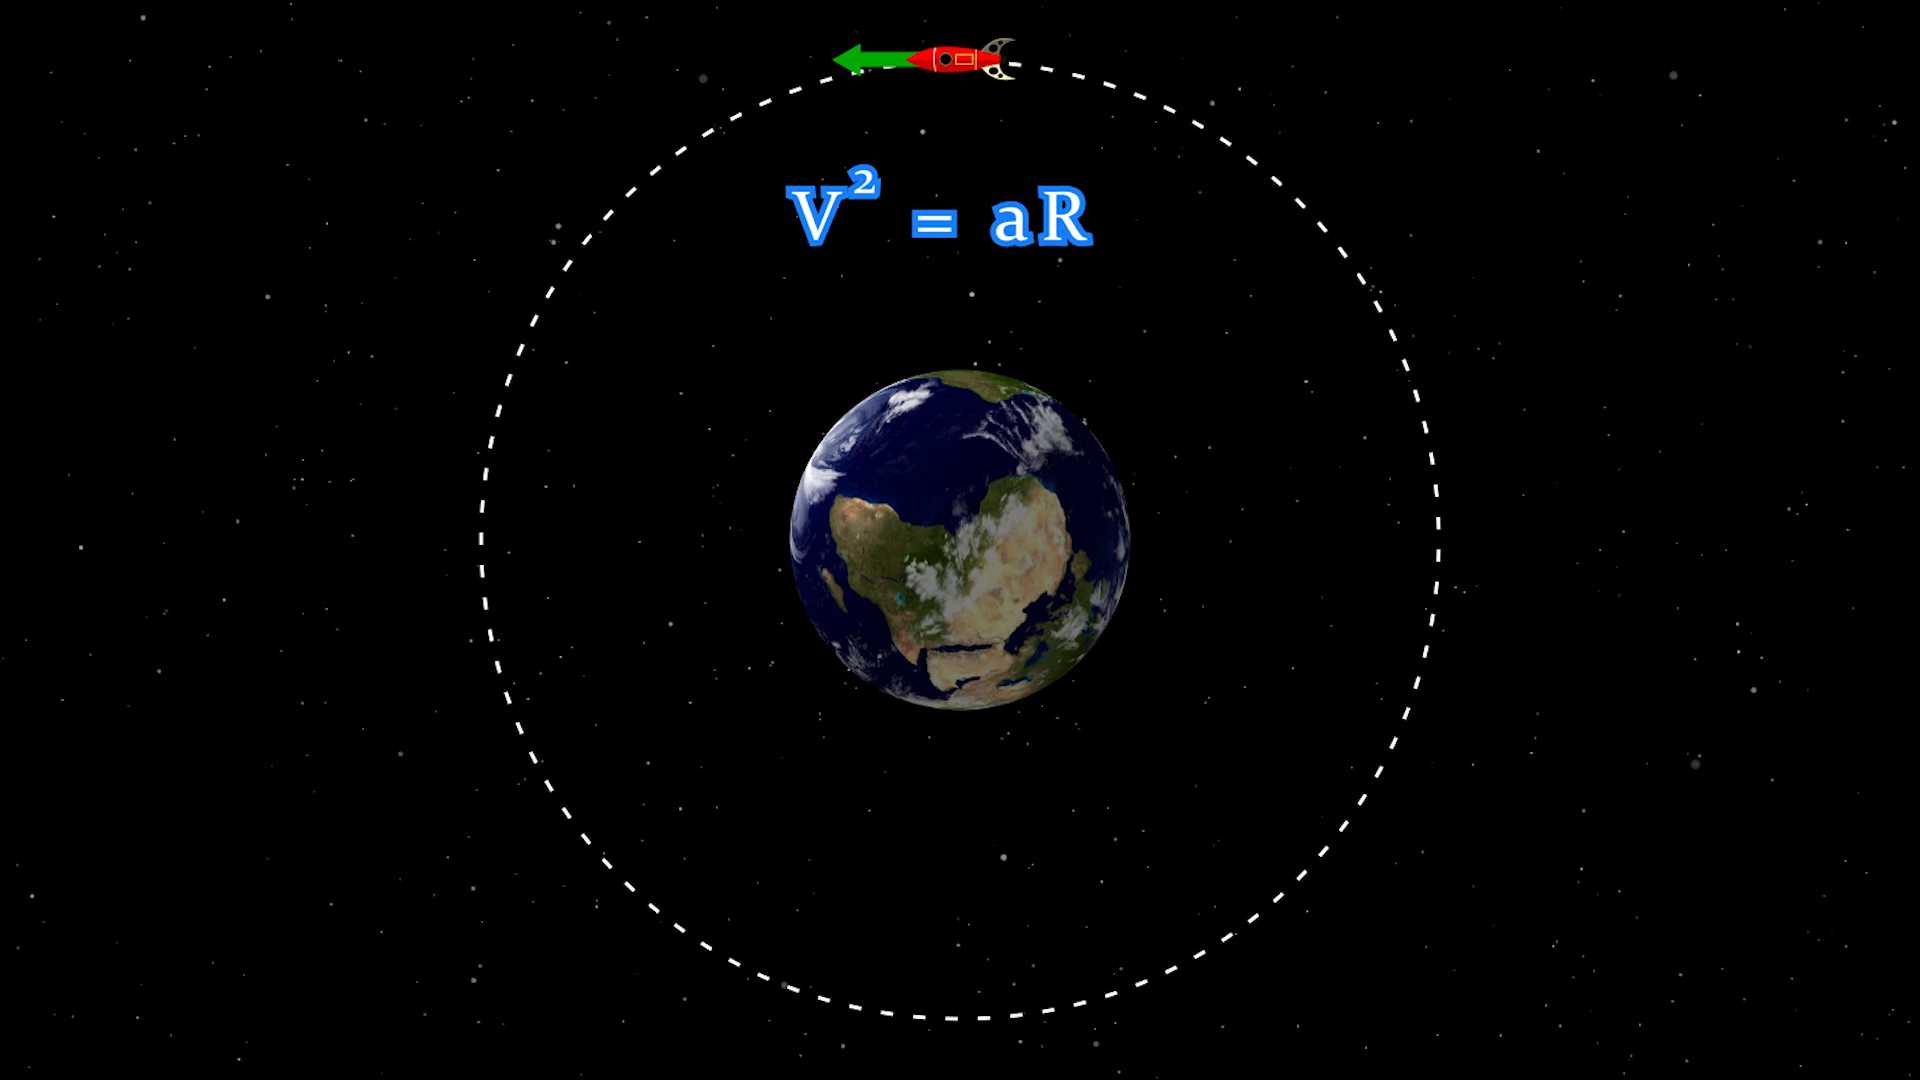 V² = aR